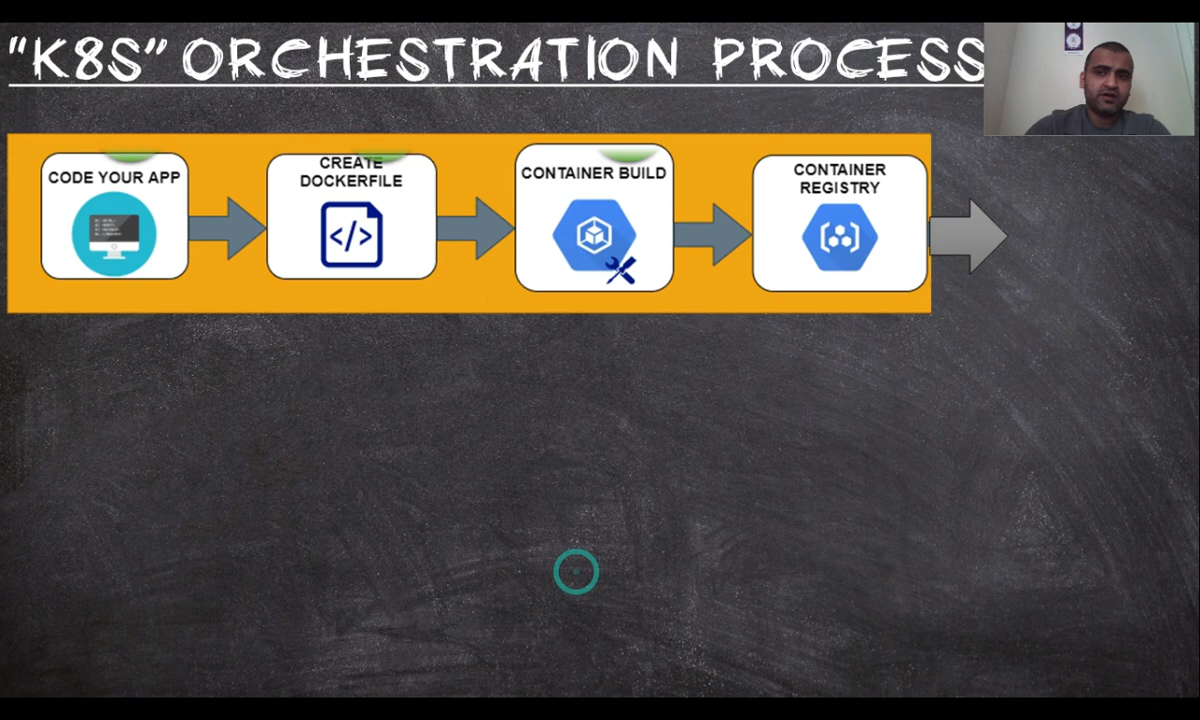 "K8S" ORCHESTRATION PROCESS
CODE YOUR APP
CREATE
DOCKERFILE
</>
CONTAINER BUILD
CONTAINER
REGISTRY